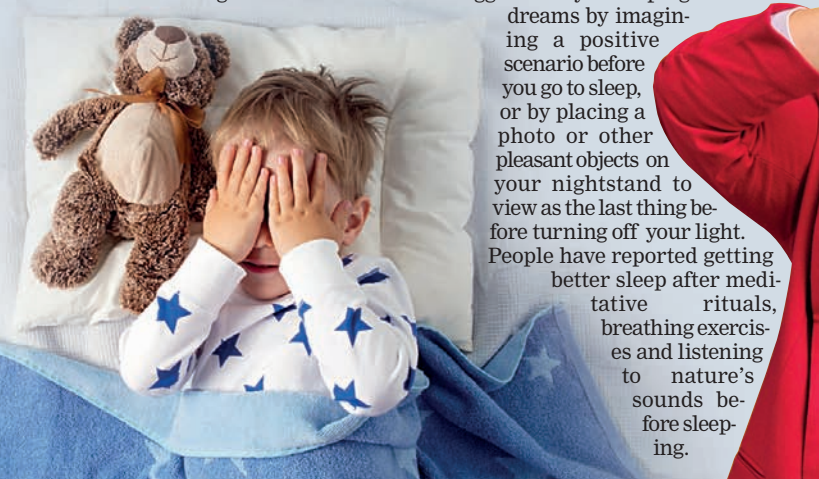 dreams by imagin-
ing a positive
scenario before
you go to sleep,
or by placing a
photo or other
pleasant objects on
your nightstand to
view as the last thing be-
fore turning off your light.
People have reported getting
better sleep after medi-
tative rituals,
breathing exercis-
es and listening
to nature's
sounds be-
fore sleep-
ing.